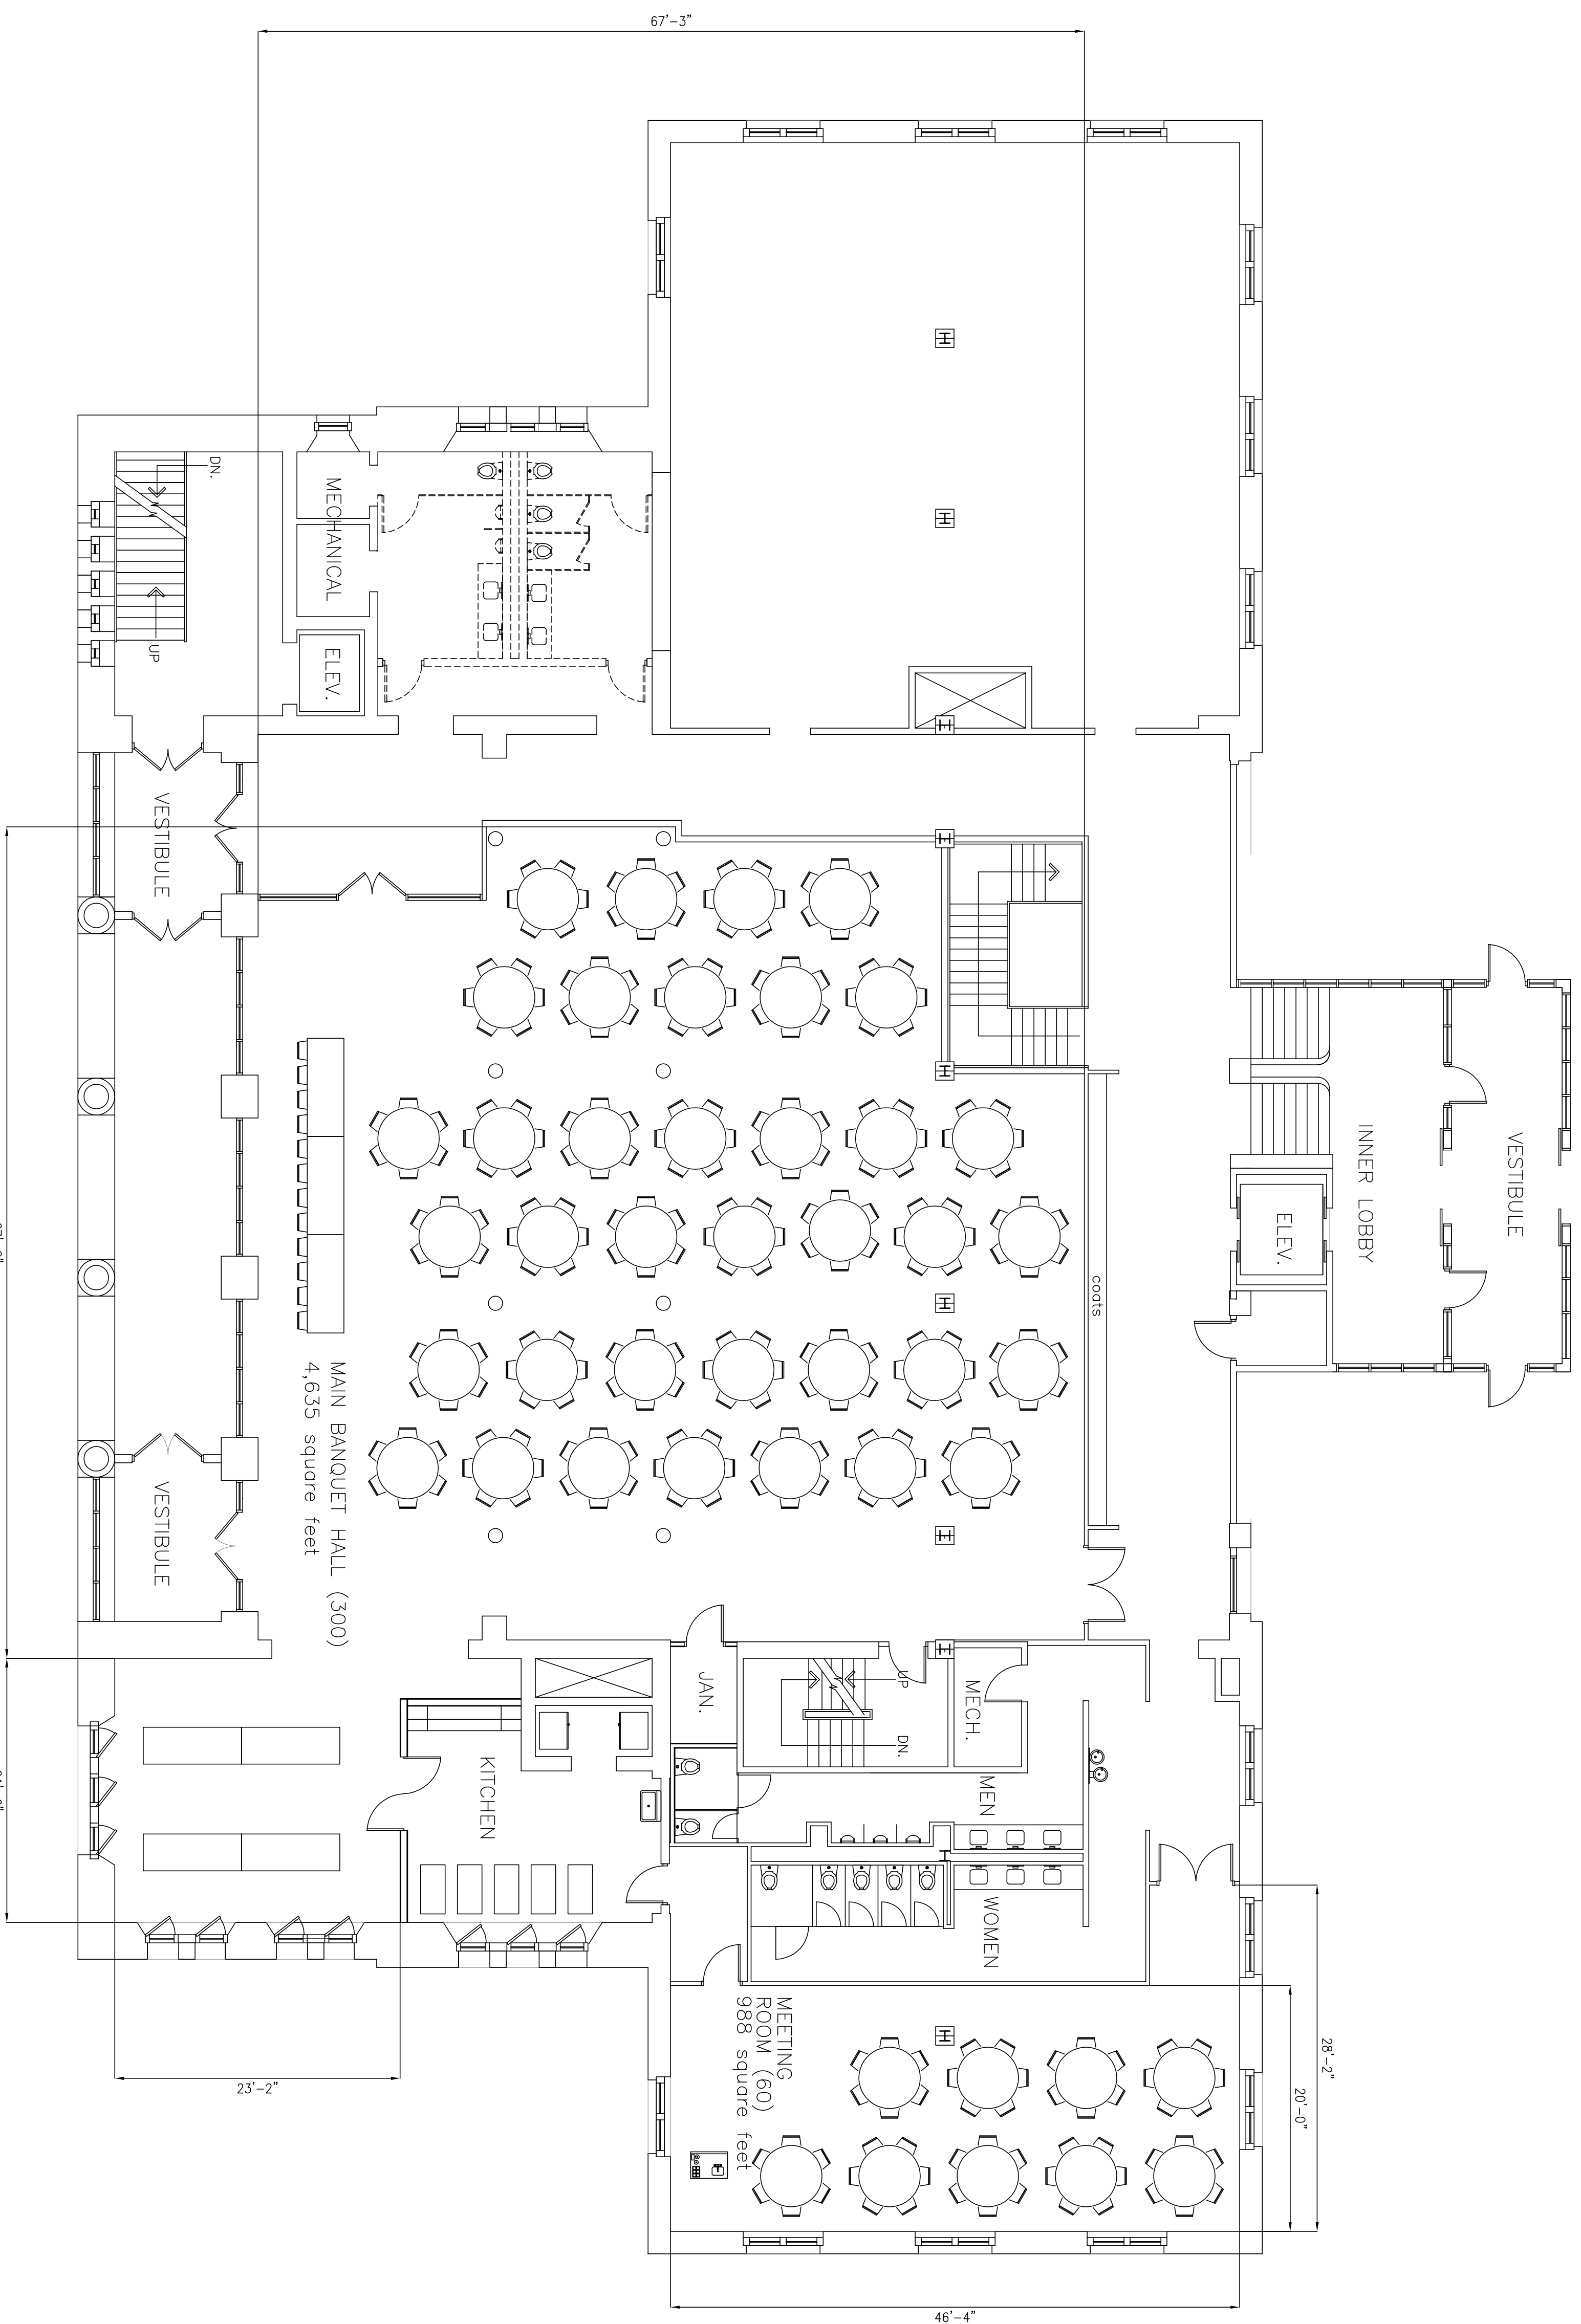 67'-3"
DN.
UP
MECHANICAL
ELEV.
VESTIBULE
VESTIBULE
INNER LOBBY
ELEV.
coats
MAIN BANQUET HALL (300)
4,635 square feet
VESTIBULE
JAN.
UP
DN.
MECH.
MEN
KITCHEN
WOMEN
MEETING
ROOM (60)
988 square feet
28'-2"
20'-0"
23'-2"
46'-4"